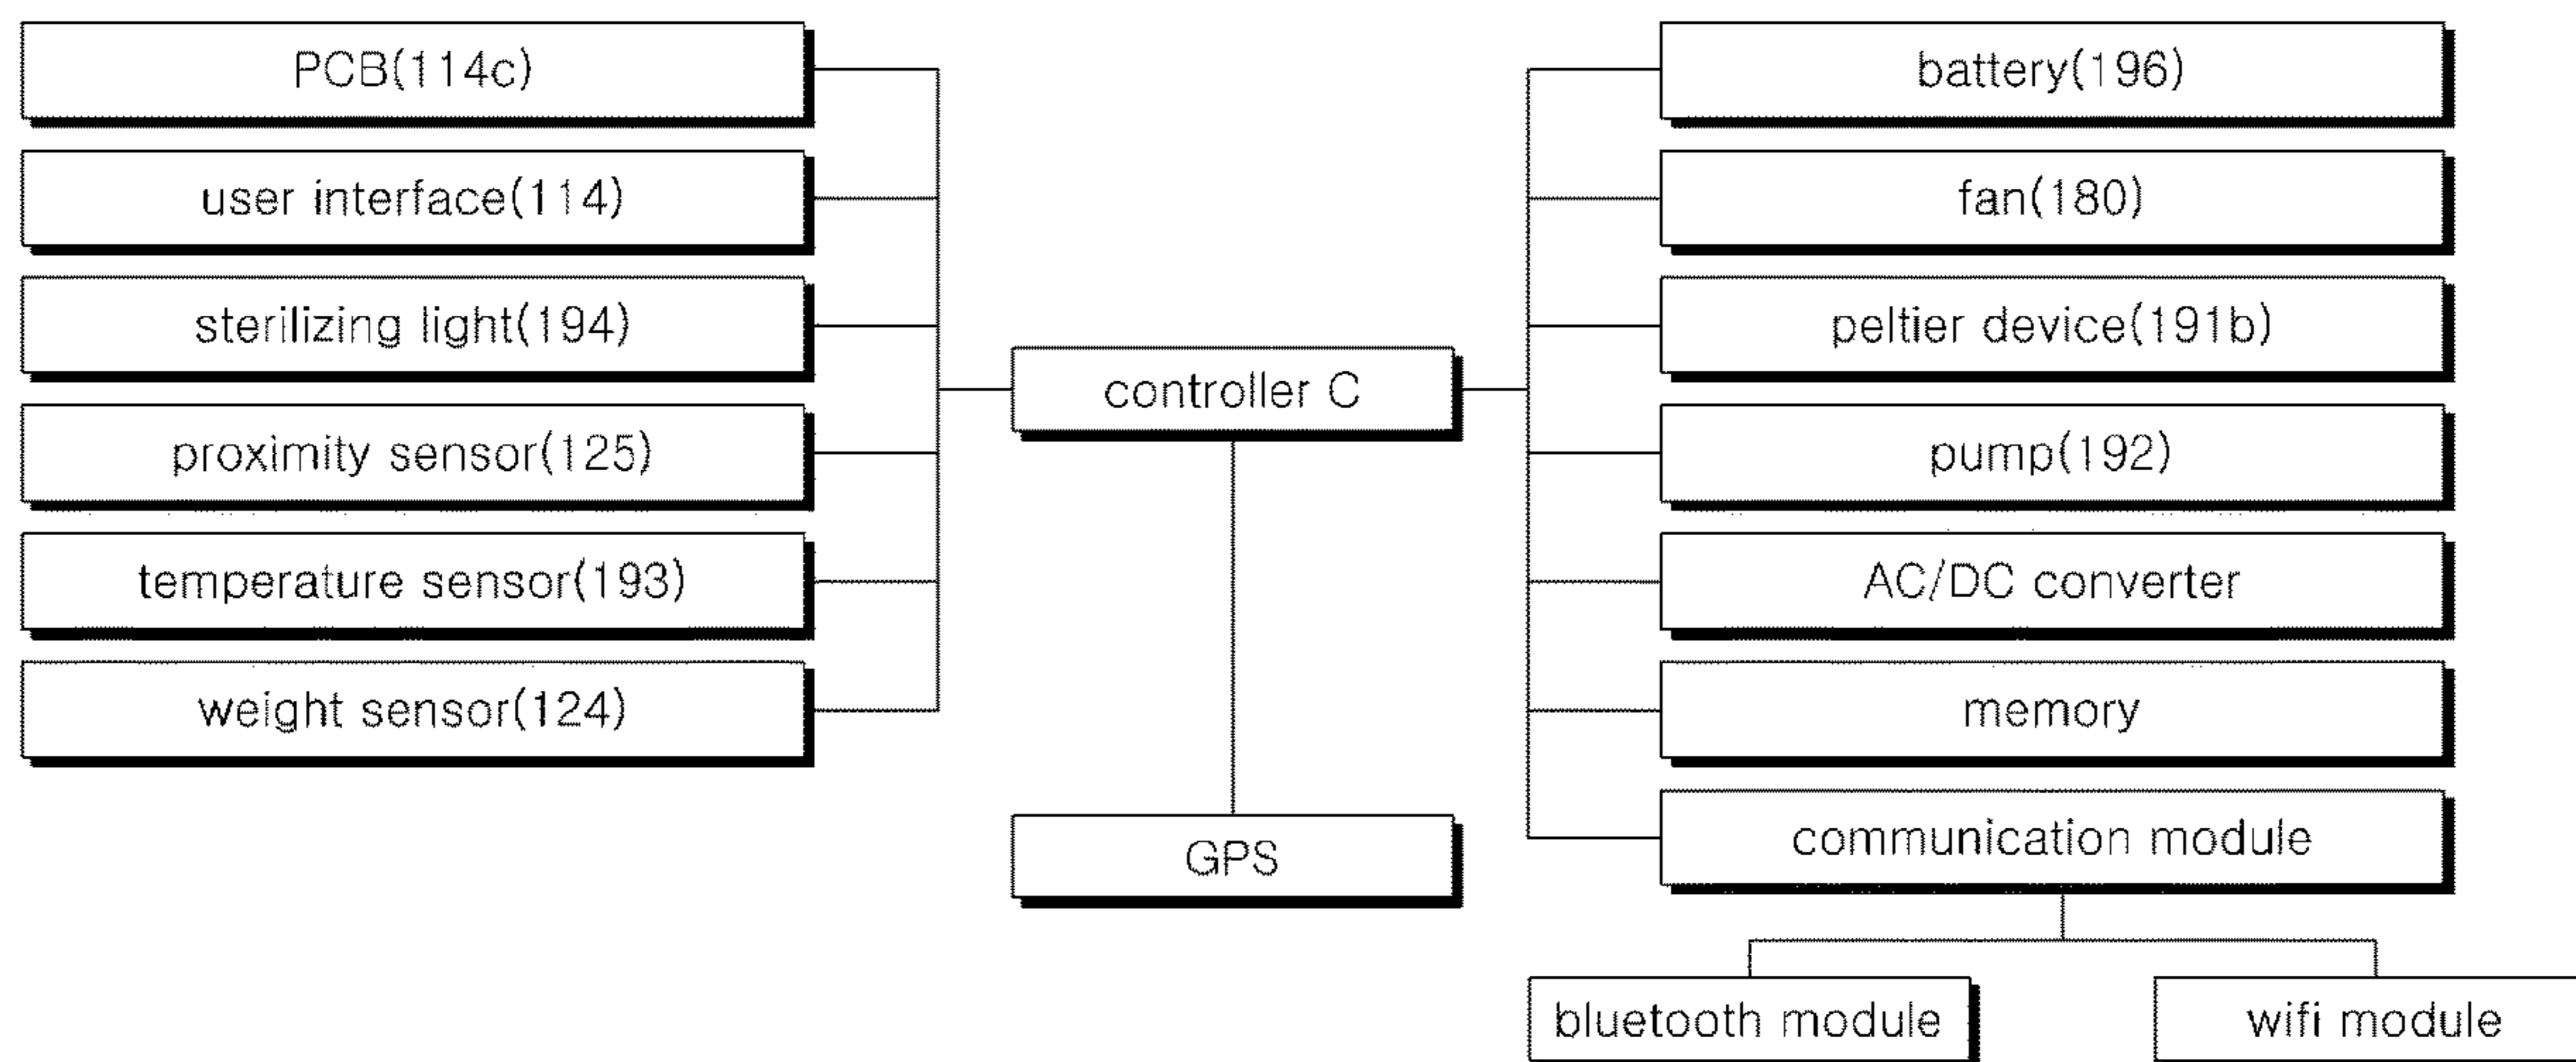 PCB(114c)
user interface(114)
sterilizing light(194)
proximity sensor(125)
temperature sensor(193)
weight sensor(124)
controller C
GPS
battery(196)
fan(180)
peltier device(191b)
pump(192)
AC/DC converter
memory
communication module
bluetooth module
wifi module